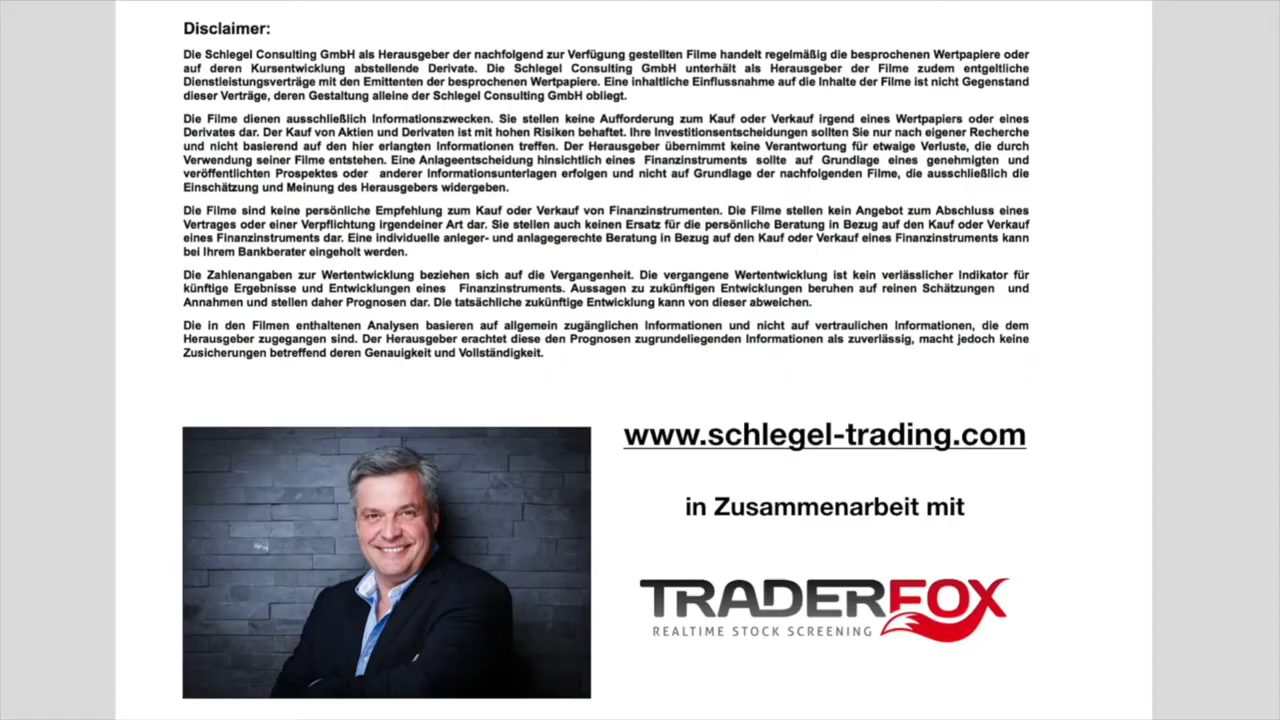 Disclaimer:
Die Schlegel Consulting GmbH als Herausgeber der nachfolgend zur Verfügung gestellten Filme handelt regelmäßig die besprochenen Wertpapiere oder
auf deren Kursentwicklung abstellende Derivate. Die Schlegel Consulting GmbH unterhält als Herausgeber der Filme zudem entgeltliche
Dienstleistungsverträge mit den Emittenten der besprochenen Wertpapiere. Eine inhaltliche Einflussnahme auf die Inhalte der Filme ist nicht Gegenstand
dieser Verträge, deren Gestaltung alleine der Schlegel Consulting GmbH obliegt.
Die Filme dienen ausschließlich Informationszwecken. Sie stellen keine Aufforderung zum Kauf oder Verkauf irgend eines Wertpapiers oder eines
Derivates dar. Der Kauf von Aktien und Derivaten ist mit hohen Risiken behaftet. Ihre Investitionsentscheidungen sollten Sie nur nach eigener Recherche
und nicht basierend auf den hier erlangten Informationen treffen. Der Herausgeber übernimmt keine Verantwortung für etwaige Verluste, die durch
Verwendung seiner Filme entstehen. Eine Anlageentscheidung hinsichtlich eines Finanzinstruments sollte auf Grundlage eines genehmigten und
veröffentlichten Prospektes oder anderer Informationsunterlagen erfolgen und nicht auf Grundlage der nachfolgenden Filme, die ausschließlich die
Einschätzung und Meinung des Herausgebers widergeben.
Die Filme sind keine persönliche Empfehlung zum Kauf oder Verkauf von Finanzinstrumenten. Die Filme stellen kein Angebot zum Abschluss eines
Vertrages oder einer Verpflichtung irgendeiner Art dar. Sie stellen auch keinen Ersatz für die persönliche Beratung in Bezug auf den Kauf oder Verkauf
eines Finanzinstruments dar. Eine individuelle anleger- und anlagegerechte Beratung in Bezug auf den Kauf oder Verkauf eines Finanzinstruments kann
bei Ihrem Bankberater eingeholt werden.
Die Zahlenangaben zur Wertentwicklung beziehen sich auf die Vergangenheit. Die vergangene Wertentwicklung ist kein verlässlicher Indikator für
künftige Ergebnisse und Entwicklungen eines Finanzinstruments. Aussagen zu zukünftigen Entwicklungen beruhen auf reinen Schätzungen und
Annahmen und stellen daher Prognosen dar. Die tatsächliche zukünftige Entwicklung kann von dieser abweichen.
Die in den Filmen enthaltenen Analysen basieren auf allgemein zugänglichen Informationen und nicht auf vertraulichen Informationen, die dem
Herausgeber zugegangen sind. Der Herausgeber erachtet diese den Prognosen zugrundeliegenden Informationen als zuverlässig, macht jedoch keine
Zusicherungen betreffend deren Genauigkeit und Vollständigkeit.
www.schlegel-trading.com
in Zusammenarbeit mit
TRADERFOX
REALTIME STOCK SCREENING